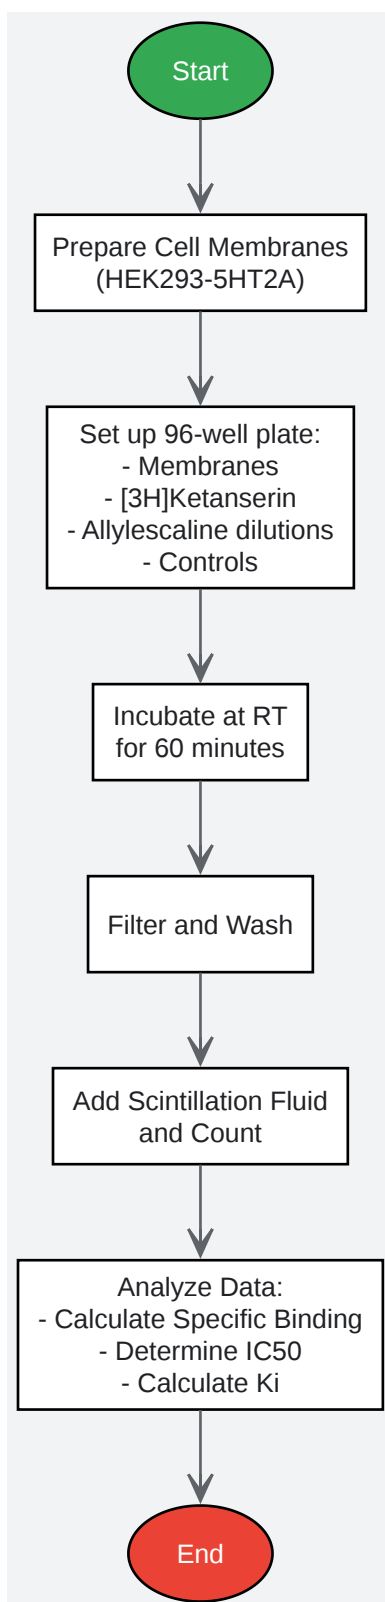 Start
Prepare Cell Membranes
(HEK293-5HT2A)
Set up 96-well plate:
- Membranes
- [3H]Ketanserin
- Allylescaline dilutions
- Controls
Incubate at RT
for 60 minutes
Filter and Wash
Add Scintillation Fluid
and Count
Analyze Data:
- Calculate Specific Binding
- Determine IC50
- Calculate Ki
End